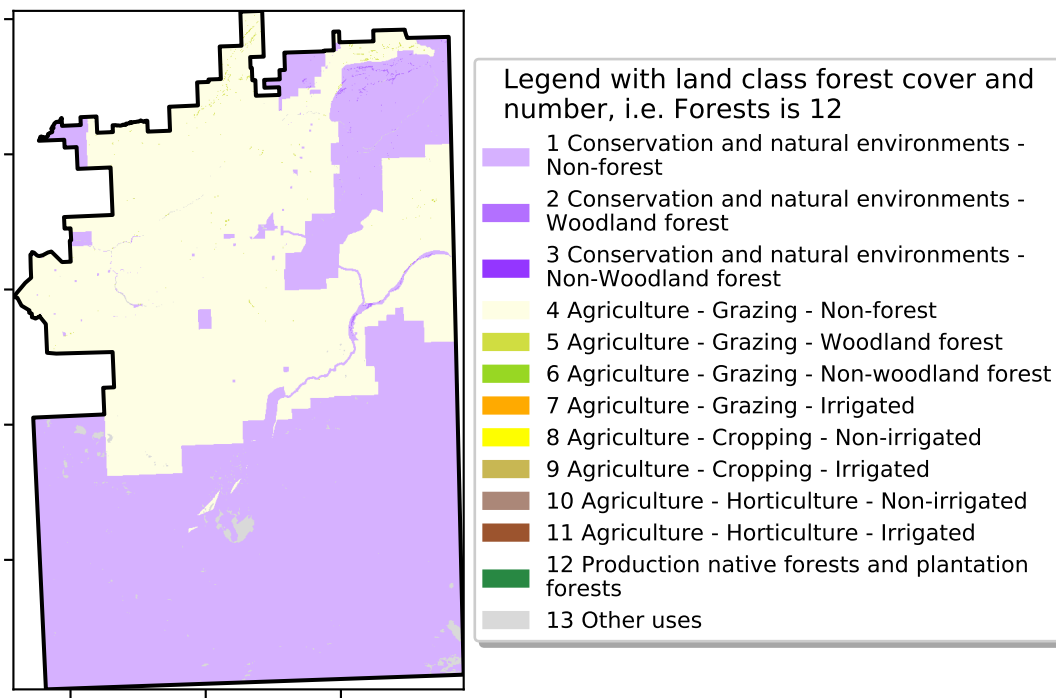 Legend with land class forest cover and
number, i.e. Forests is 12
1 Conservation and natural environments -
Non-forest
2 Conservation and natural environments -
Woodland forest
3 Conservation and natural environments -
Non-Woodland forest
4 Agriculture - Grazing - Non-forest
5 Agriculture - Grazing - Woodland forest
6 Agriculture - Grazing - Non-woodland forest
7 Agriculture - Grazing - Irrigated
8 Agriculture - Cropping - Non-irrigated
9 Agriculture - Cropping - Irrigated
10 Agriculture - Horticulture - Non-irrigated
11 Agriculture - Horticulture - Irrigated
12 Production native forests and plantation
forests
13 Other uses